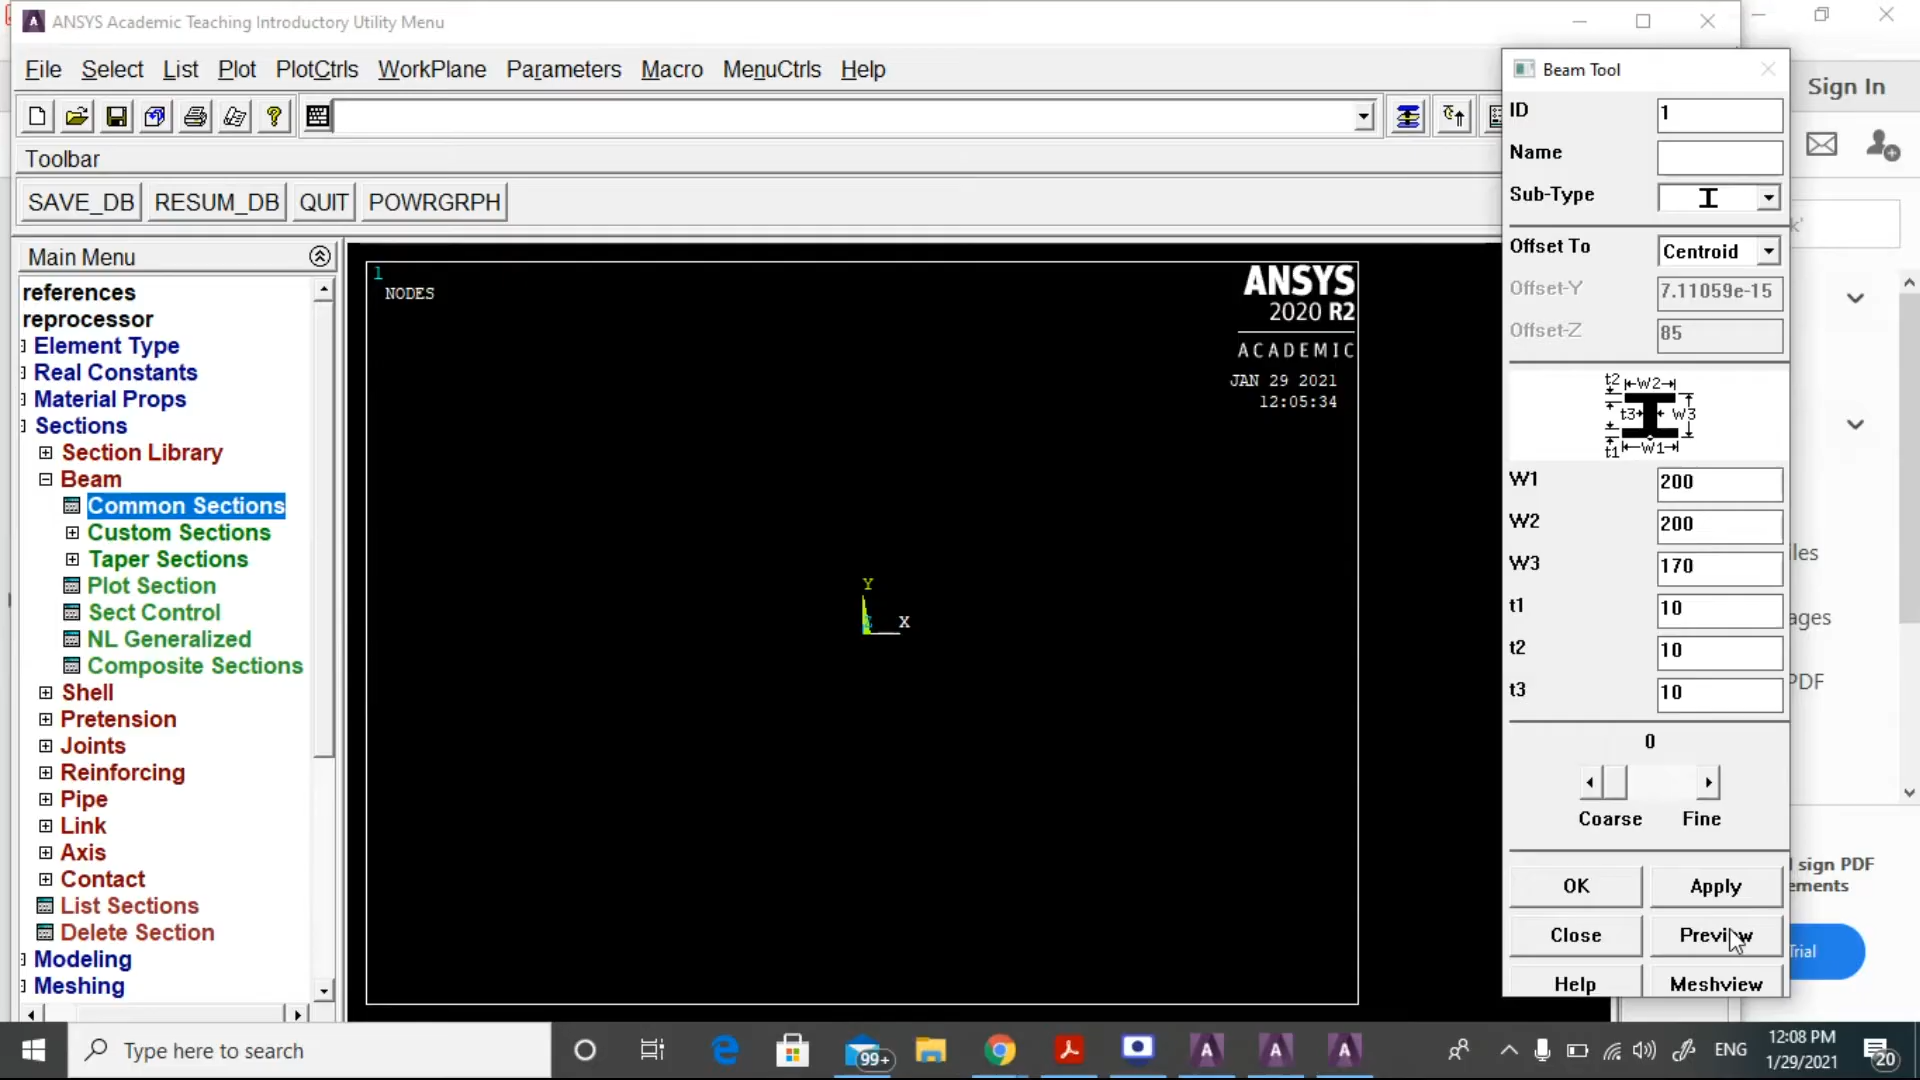 ANSYS Academic Teaching Introductory Utility Menu
File Select List Plot PlotCtrls WorkPlane Parameters Macro MenuCtrls Help
Toolbar
SAVE_DB RESUM_DB QUIT POWRGRPH
Main Menu
references
reprocessor
Element Type
Real Constants
Material Props
Sections
Section Library
Beam
Common Sections
Custom Sections
Taper Sections
Plot Section
Sect Control
NL Generalized
Composite Sections
Shell
Pretension
Joints
Reinforcing
Pipe
Link
Axis
Contact
List Sections
Delete Section
Modeling
Meshing
1
NODES
ANSYS
2020 R2
ACADEMIC
JAN 29 2021
12:05:34
Y
X
Beam Tool
ID 1
Name
Sub-Type
Offset To Centroid
Offset-Y 7.11059e-15
Offset-Z 85
t2 W2
t3 W3
t1 W1
W1 200
W2 200
W3 170
t1 10
t2 10
t3 10
0
Coarse Fine
OK Apply
Close Preview
Help Meshview
Sign In
k'
les
ages
PDF
l sign PDF
ements
Trial
Type here to search
99+
ENG
12:08 PM
1/29/2021
20